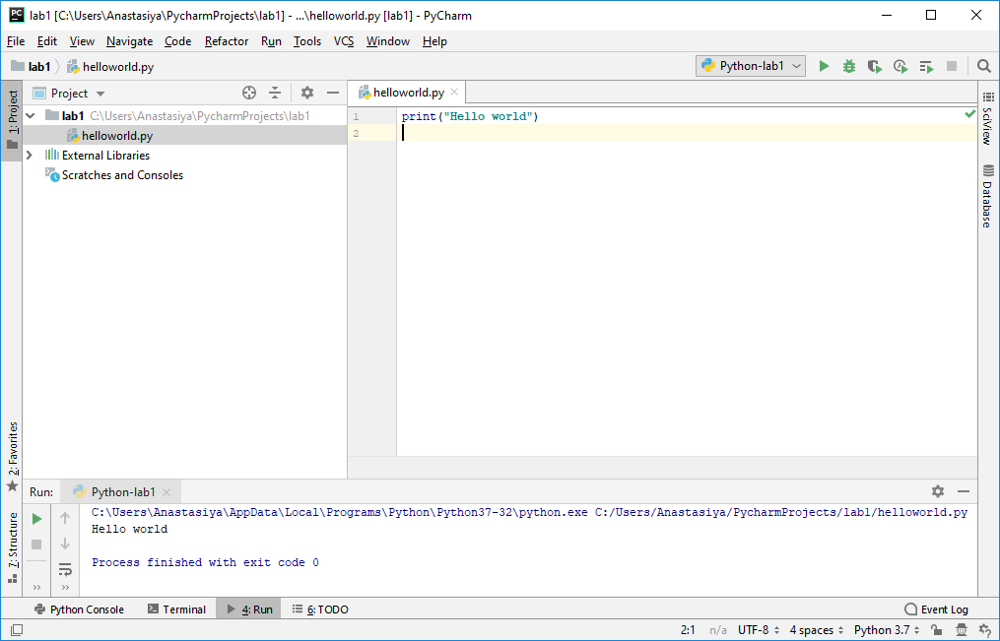 PC lab1 [C:\Users\Anastasiya\PycharmProjects\lab1] - ...\helloworld.py [lab1] - PyCharm
File Edit View Navigate Code Refactor Run Tools VCS Window Help
lab1 helloworld.py Python-lab1
1: Project
Project
helloworld.py
lab1 C:\Users\Anastasiya\PycharmProjects\lab1
helloworld.py
External Libraries
Scratches and Consoles
1 print("Hello world")
2
SciView
Database
2: Favorites
7: Structure
Run: Python-lab1
C:\Users\Anastasiya\AppData\Local\Programs\Python\Python37-32\python.exe C:/Users/Anastasiya/PycharmProjects/lab1/helloworld.py
Hello world
Process finished with exit code 0
Python Console Terminal 4: Run 6: TODO Event Log
2:1 n/a UTF-8 4 spaces Python 3.7